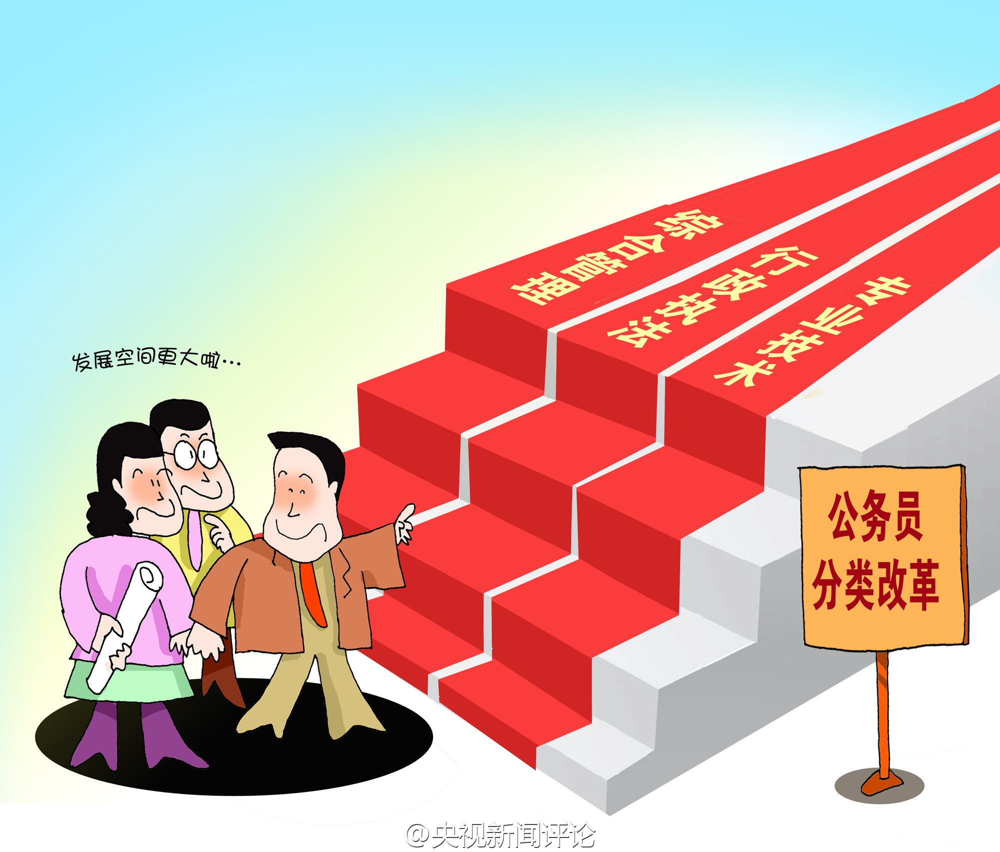 综合管理
行政执法
专业技术
发展空间更大啦…
公务员
分类改革
@央视新闻评论